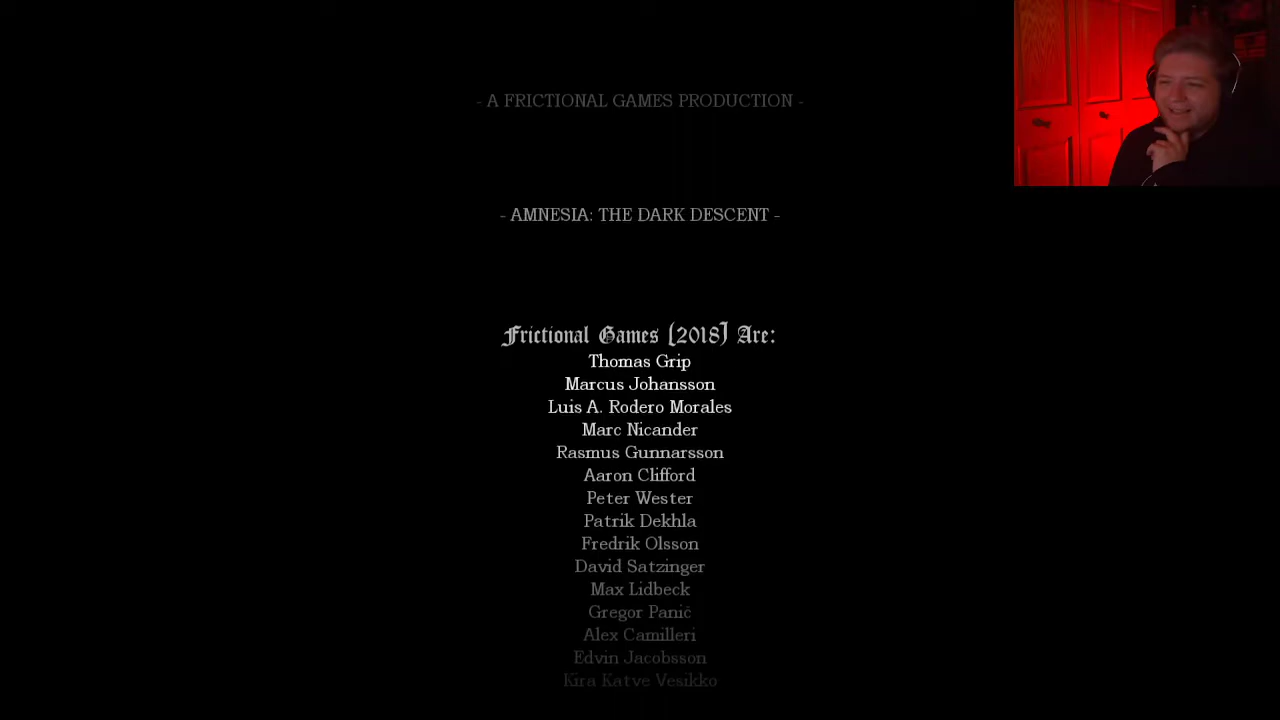 - A FRICTIONAL GAMES PRODUCTION -
- AMNESIA: THE DARK DESCENT -
Frictional Games [2018] Are:
Thomas Grip
Marcus Johansson
Luis A. Rodero Morales
Marc Nicander
Rasmus Gunnarsson
Aaron Clifford
Peter Wester
Patrik Dekhla
Fredrik Olsson
David Satzinger
Max Lidbeck
Gregor Panič
Alex Camilleri
Edvin Jacobsson
Kira Katve Vesikko